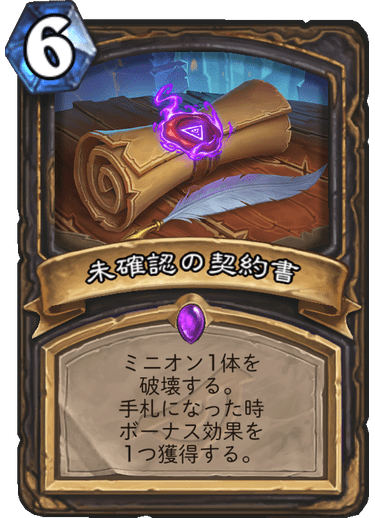 6
未確認の契約書
ミニオン1体を
破壊する。
手札になった時
ボーナス効果を
1つ獲得する。